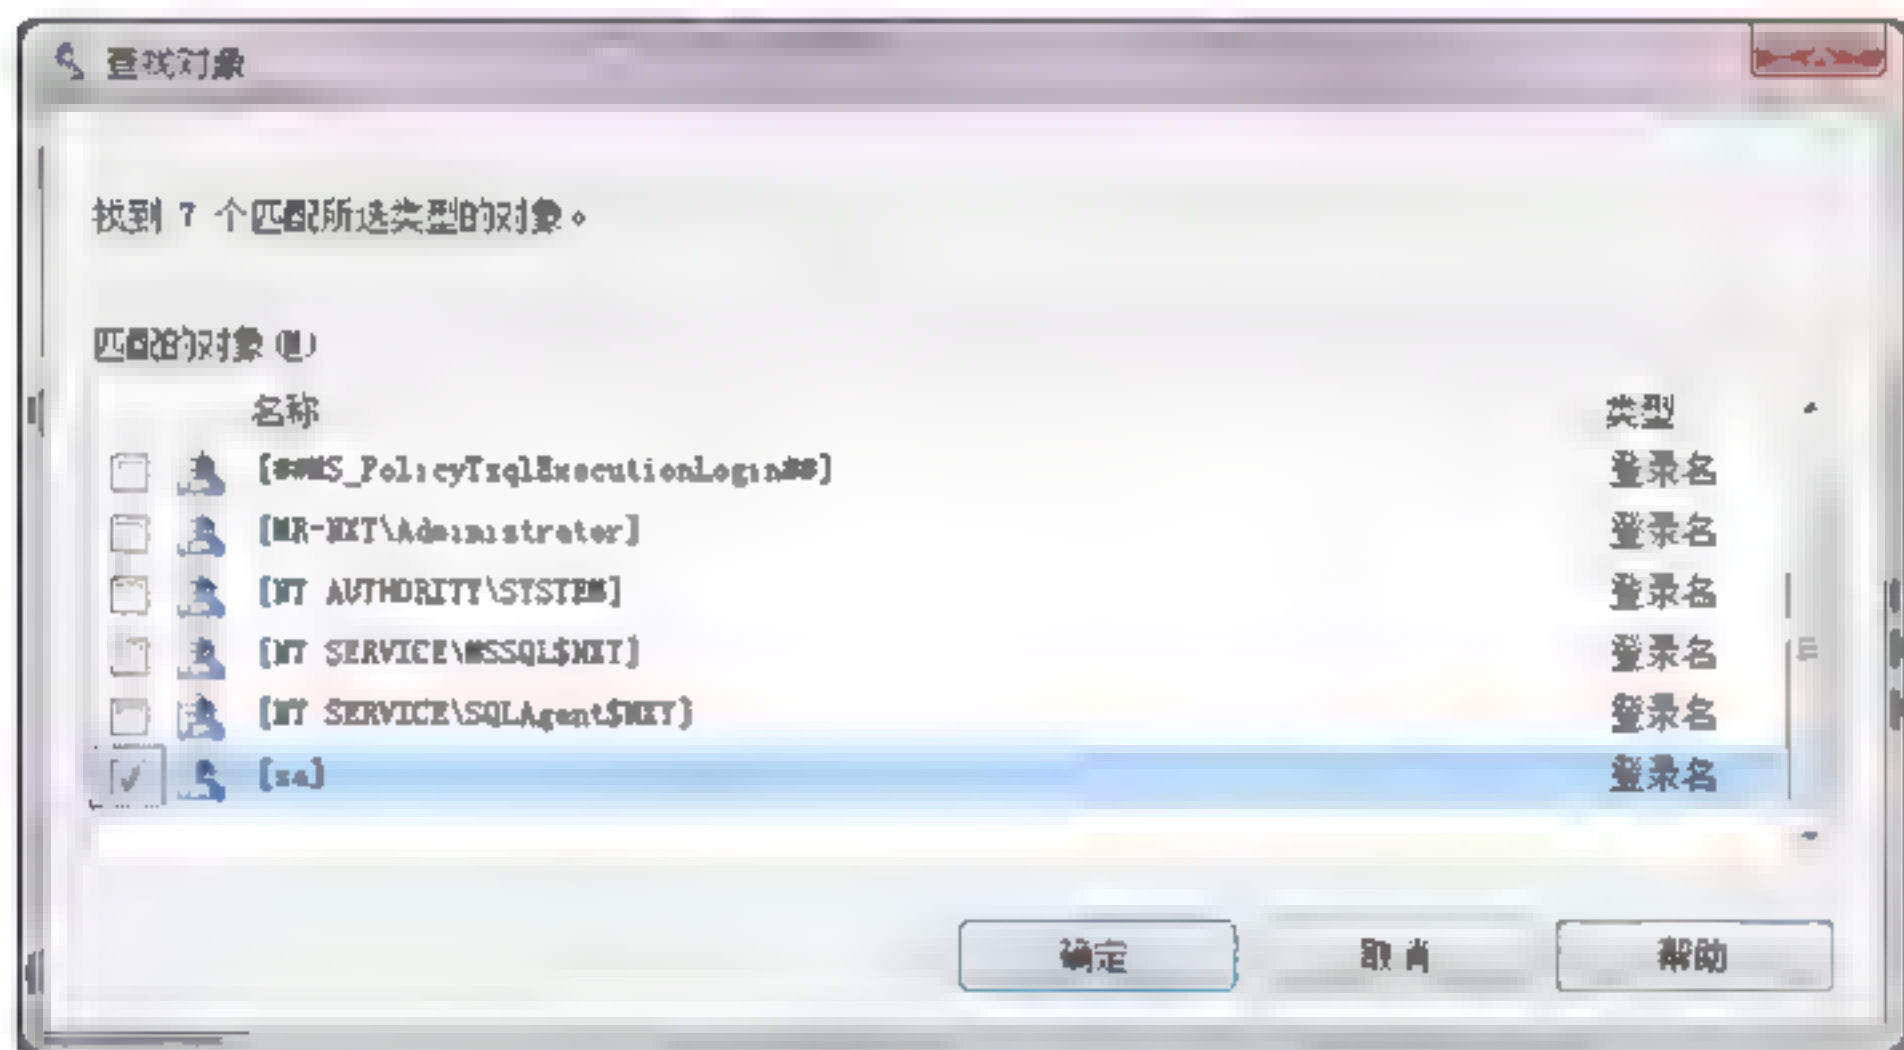 查找对象
找到 7 个匹配所选类型的对象。
匹配的对象(M)
名称 类型
[##MS_PolicyTsqlExecutionLogin##] 登录名
[MR-NXT\Administrator] 登录名
[NT AUTHORITY\SYSTEM] 登录名
[NT SERVICE\MSSQL$NXT] 登录名
[NT SERVICE\SQLAgent$NXT] 登录名
[sa] 登录名
确定 取消 帮助